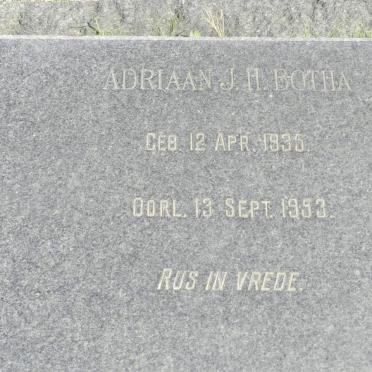 ADRIAAN J. H. BOTHA
GEB. 12 APR. 1935.
OORL. 13 SEPT. 1953.
RUS IN VREDE.